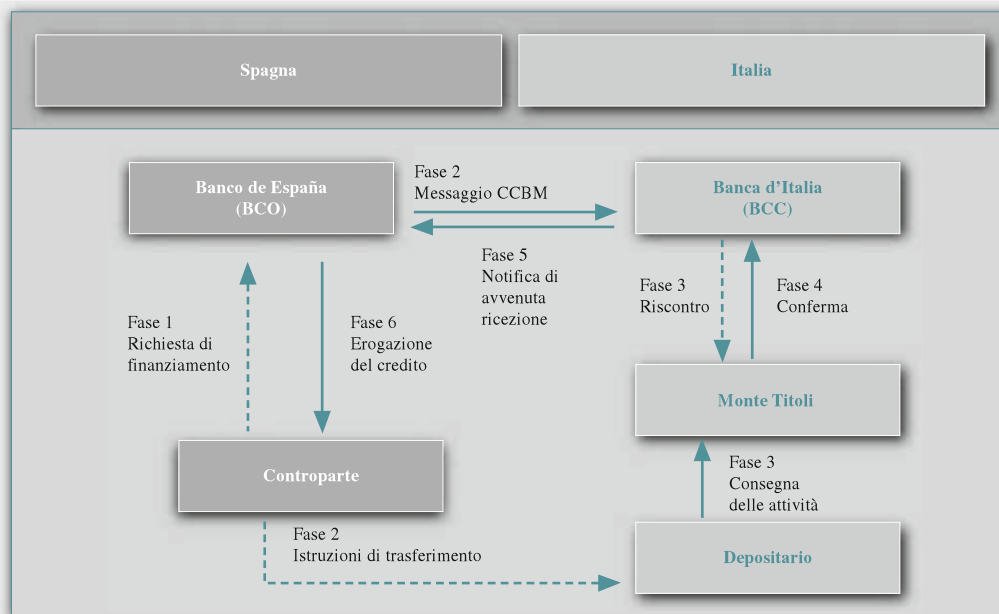 Spagna
Italia
Banco de España
(BCO)
Fase 2
Messaggio CCBM
Banca d'Italia
(BCC)
Fase 5
Notifica di
avvenuta
ricezione
Fase 3
Riscontro
Fase 4
Conferma
Fase 1
Richiesta di
finanziamento
Fase 6
Erogazione
del credito
Monte Titoli
Controparte
Fase 3
Consegna
delle attività
Fase 2
Istruzioni di trasferimento
Depositario